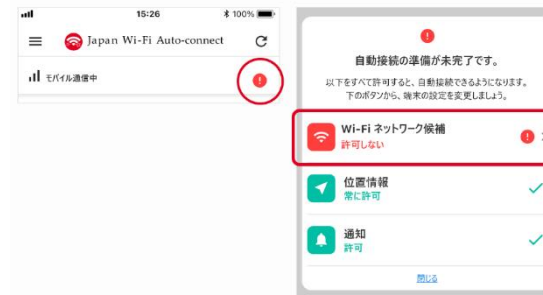 15:26
100%
Japan Wi-Fi Auto-connect
モバイル通信中
自動接続の準備が未完了です。
以下をすべて許可すると、自動接続できるようになります。
下のボタンから、端末の設定を変更しましょう。
Wi-Fi ネットワーク候補
許可しない
位置情報
常に許可
通知
許可
閉じる